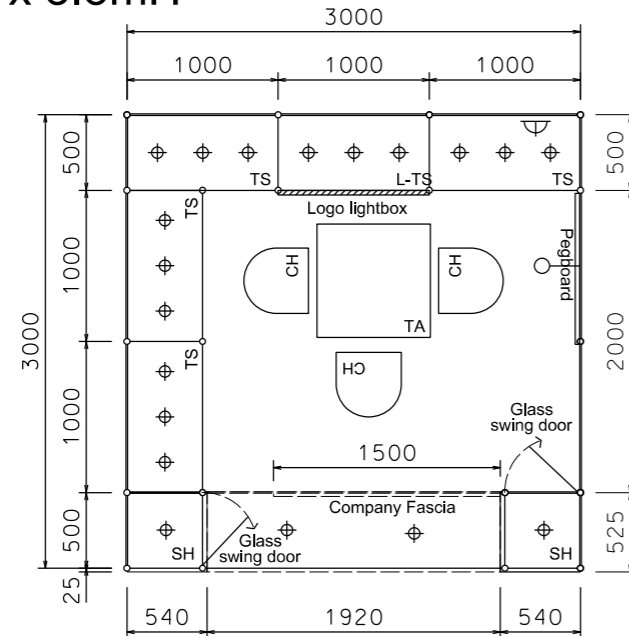 3000
1000 1000 1000
500
500
TS
L-TS
TS
Logo lightbox
TS
CH
CH
Pegboard
1000
3000
TA
2000
TS
CH
1000
Glass
swing door
1500
Company Fascia
500
SH
Glass
swing door
SH
525
25
540
1920
540